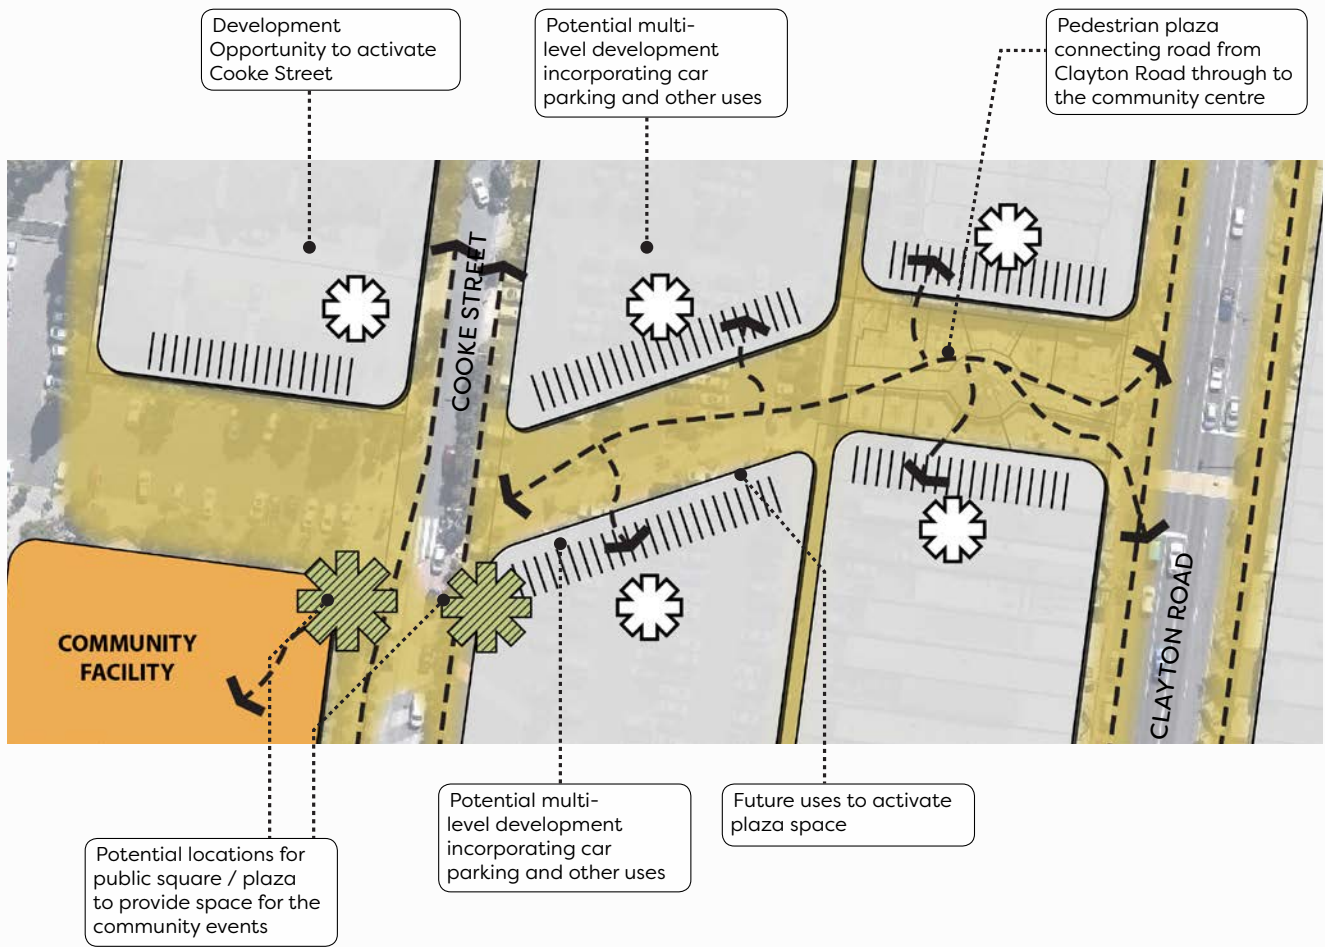 Development
Opportunity to activate
Cooke Street
Potential multi-
level development
incorporating car
parking and other uses
Pedestrian plaza
connecting road from
Clayton Road through to
the community centre
COOKE STREET
COMMUNITY
FACILITY
CLAYTON ROAD
Potential locations for
public square / plaza
to provide space for the
community events
Potential multi-
level development
incorporating car
parking and other uses
Future uses to activate
plaza space